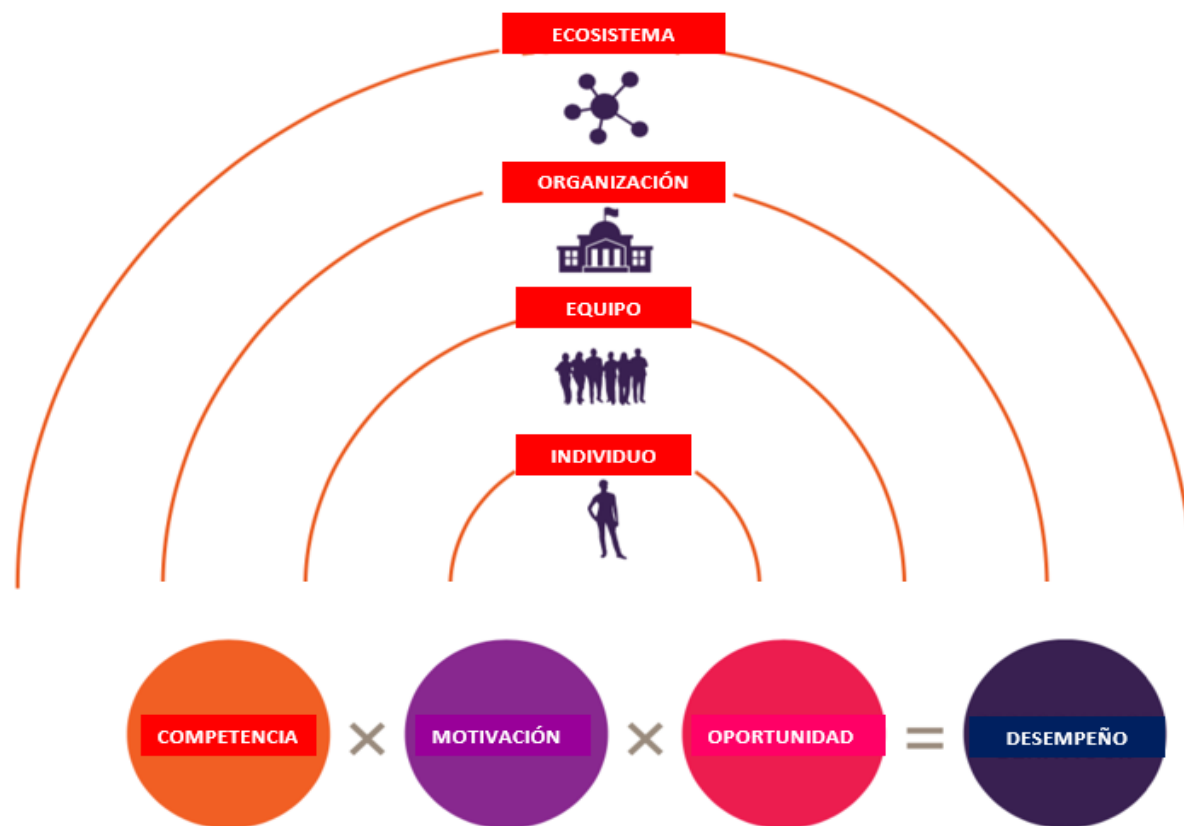 ECOSISTEMA
ORGANIZACIÓN
EQUIPO
INDIVIDUO
COMPETENCIA × MOTIVACIÓN × OPORTUNIDAD = DESEMPEÑO